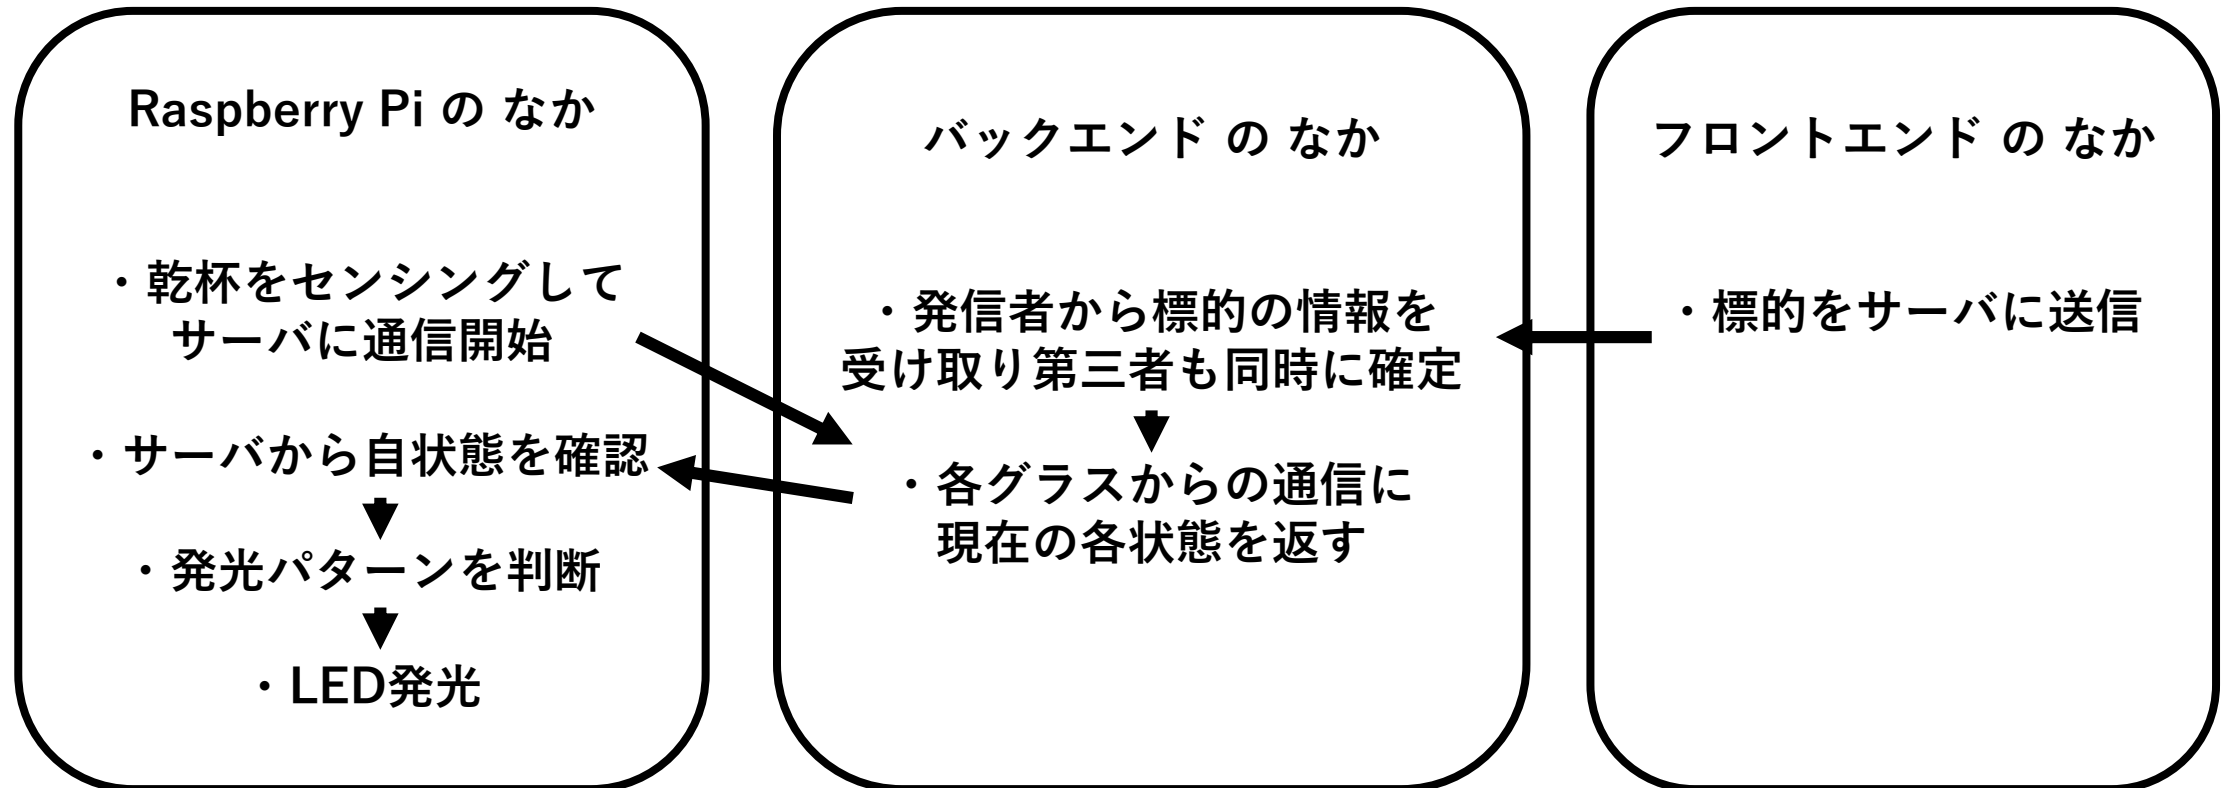 Raspberry Pi の なか
・乾杯をセンシングして
サーバに通信開始
・サーバから自状態を確認
・発光パターンを判断
・LED発光
バックエンド の なか
・発信者から標的の情報を
受け取り第三者も同時に確定
・各グラスからの通信に
現在の各状態を返す
フロントエンド の なか
・標的をサーバに送信